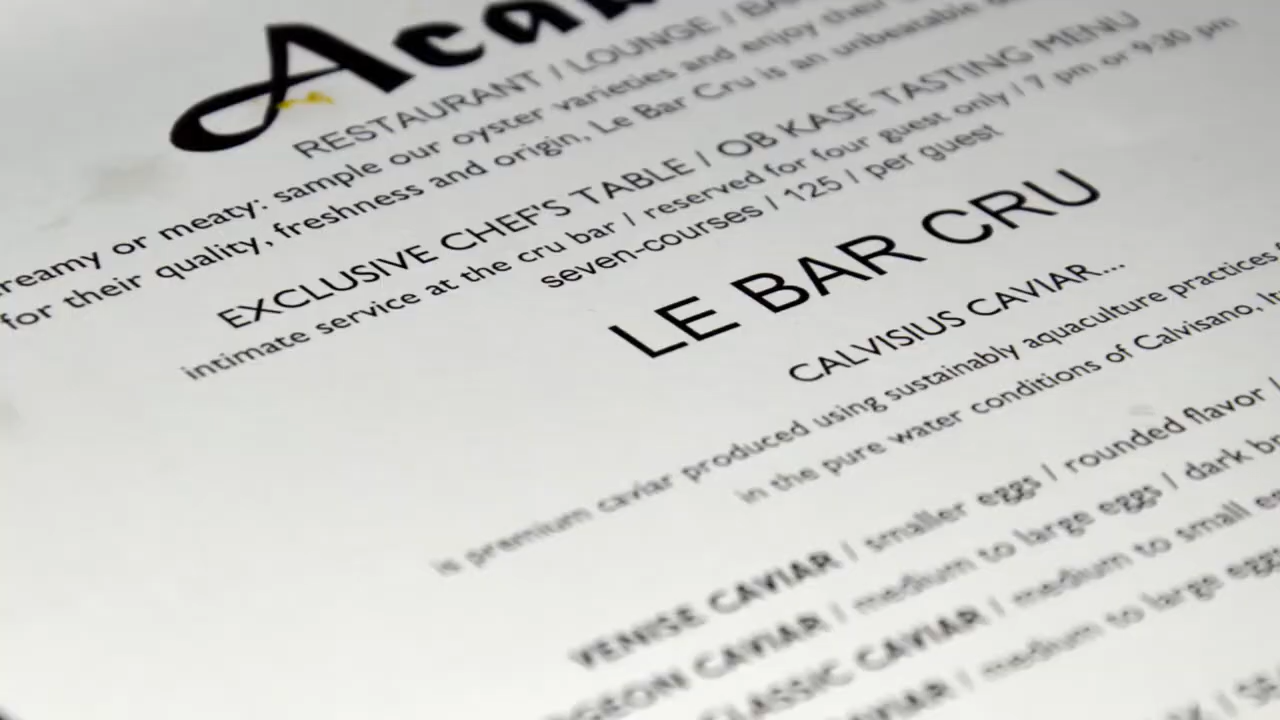 Aca
RESTAURANT / LOUNGE / BAR
reamy or meaty: sample our oyster varieties and enjoy their
for their quality, freshness and origin, Le Bar Cru is an unbeatable
EXCLUSIVE CHEF'S TABLE / OB KASE TASTING MENU
intimate service at the cru bar / reserved for four guest only / 7 pm or 9:30 pm
seven-courses / 125 / per guest
LE BAR CRU
CALVISIUS CAVIAR...
is premium caviar produced using sustainably aquaculture practices
in the pure water conditions of Calvisano, It
VENISE CAVIAR / smaller eggs / rounded flavor /
GEON CAVIAR / medium to large eggs / dark br
CLASSIC CAVIAR / medium to small e
CAVIAR / medium to large eggs